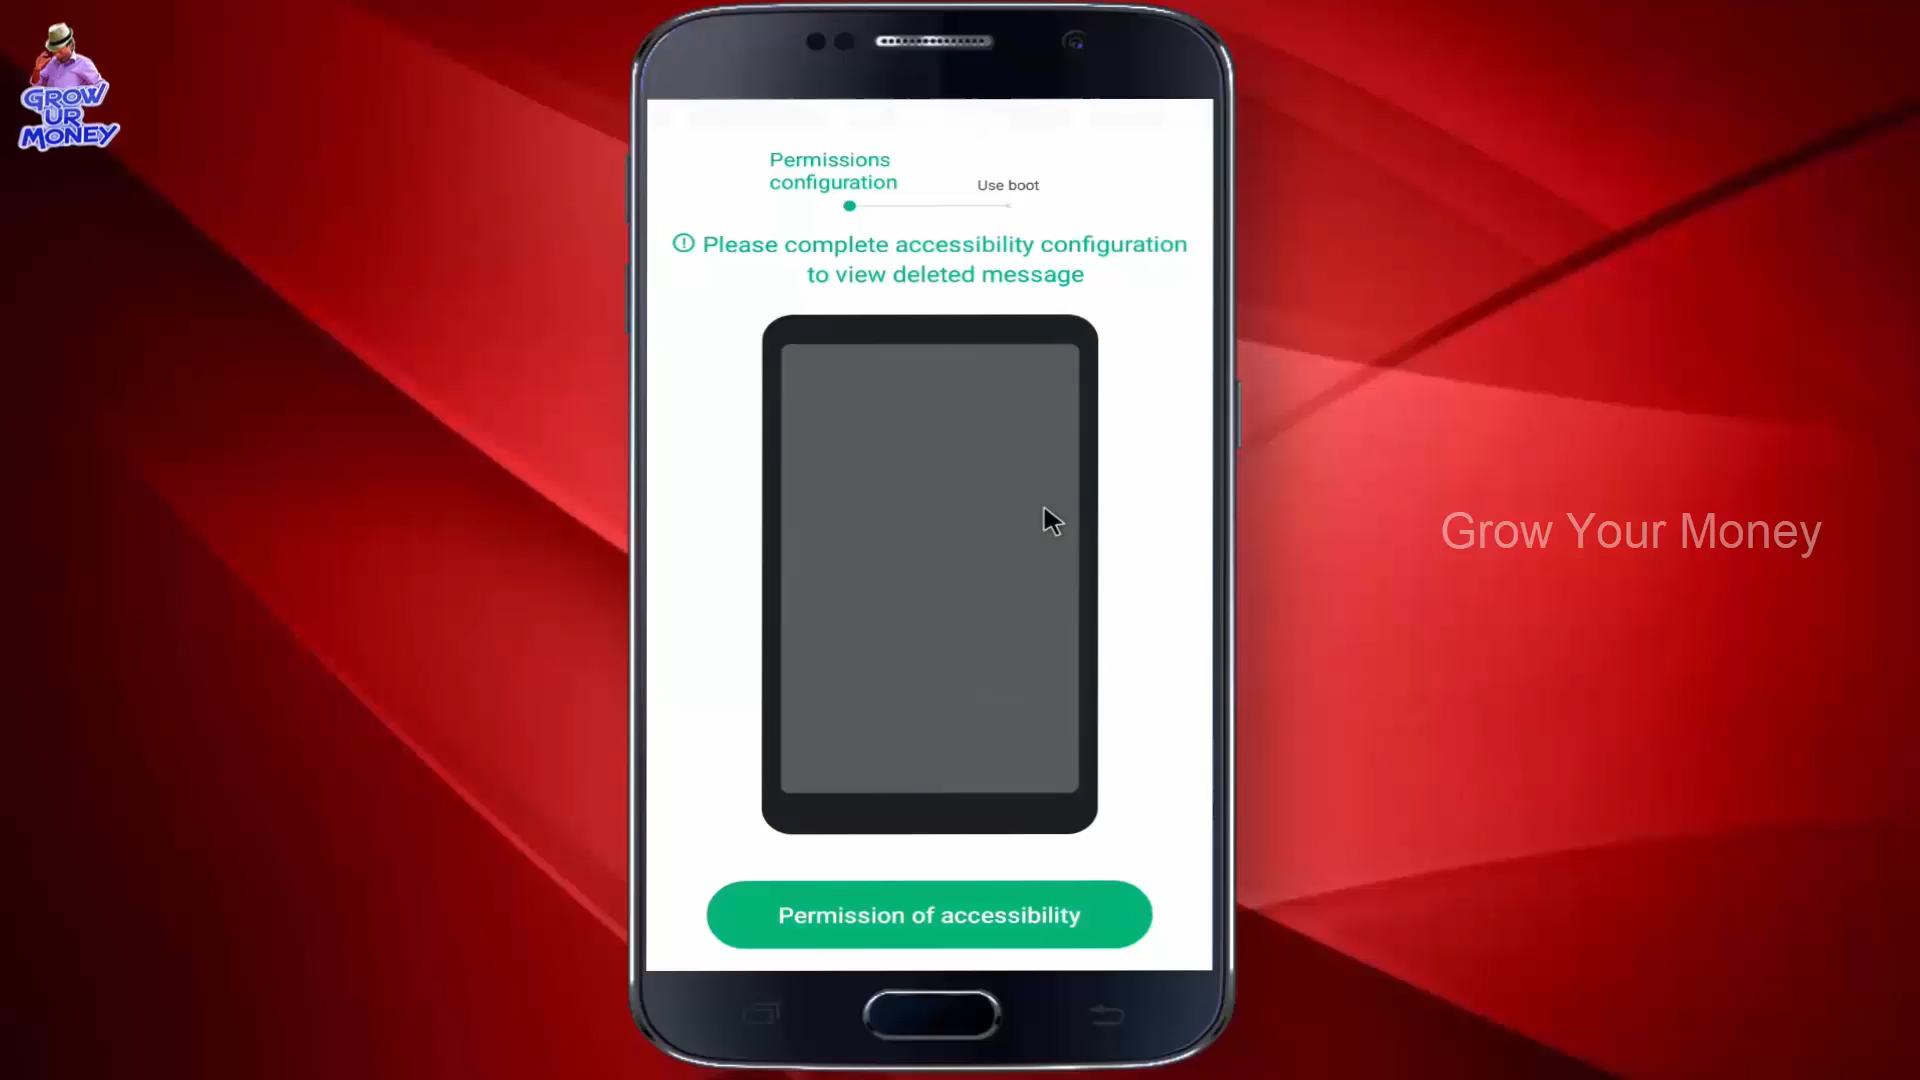 GROW
UR
MONEY
Permissions
configuration
Use boot
Please complete accessibility configuration
to view deleted message
Grow Your Money
Permission of accessibility